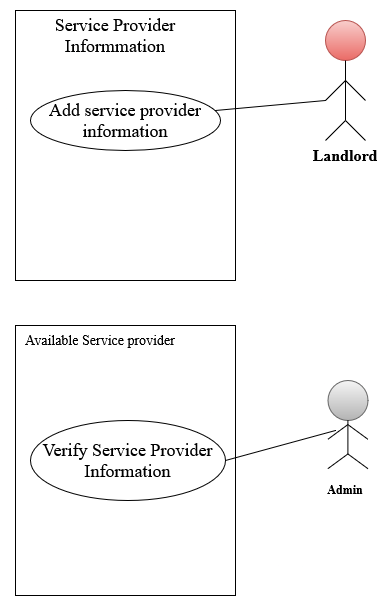 Service Provider
Informmation
Add service provider
information
Landlord
Available Service provider
Verify Service Provider
Information
Admin